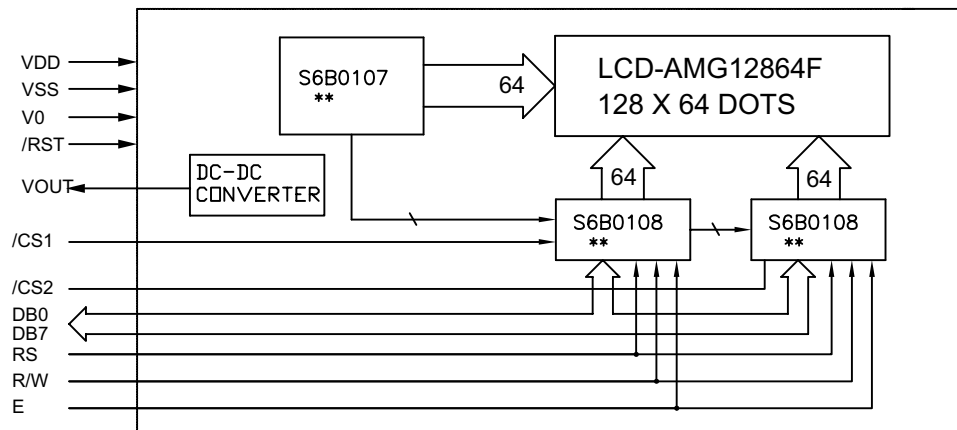 VDD
VSS
V0
/RST
VOUT
/CS1
/CS2
DB0
DB7
RS
R/W
E
S6B0107
**
64
LCD-AMG12864F
128 X 64 DOTS
DC-DC
CONVERTER
64
64
S6B0108
**
S6B0108
**